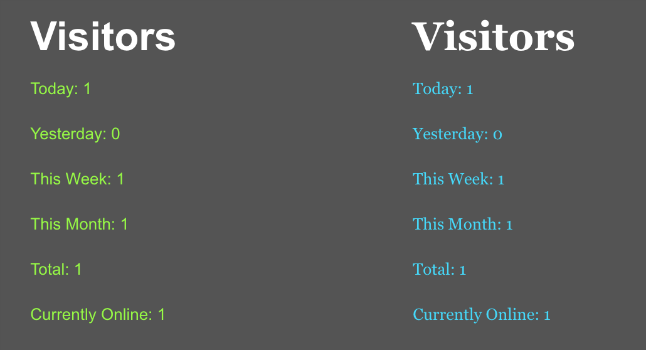 Visitors
Today: 1
Yesterday: 0
This Week: 1
This Month: 1
Total: 1
Currently Online: 1
Visitors
Today: 1
Yesterday: 0
This Week: 1
This Month: 1
Total: 1
Currently Online: 1